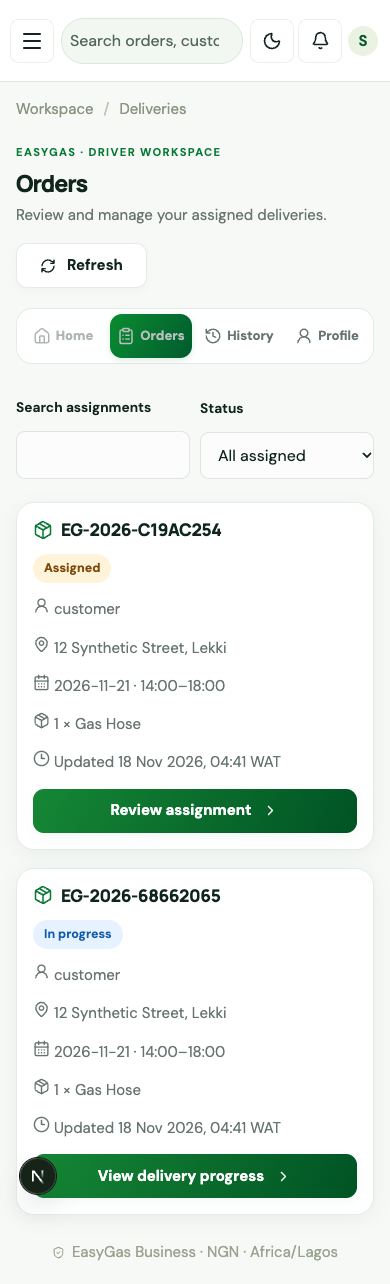 Search orders, custo
S
Workspace / Deliveries
EASYGAS · DRIVER WORKSPACE
Orders
Review and manage your assigned deliveries.
Refresh
Home Orders History Profile
Search assignments Status
All assigned
EG-2026-C19AC254
Assigned
customer
12 Synthetic Street, Lekki
2026-11-21 · 14:00–18:00
1 × Gas Hose
Updated 18 Nov 2026, 04:41 WAT
Review assignment
EG-2026-68662065
In progress
customer
12 Synthetic Street, Lekki
2026-11-21 · 14:00–18:00
1 × Gas Hose
Updated 18 Nov 2026, 04:41 WAT
N View delivery progress
EasyGas Business · NGN · Africa/Lagos